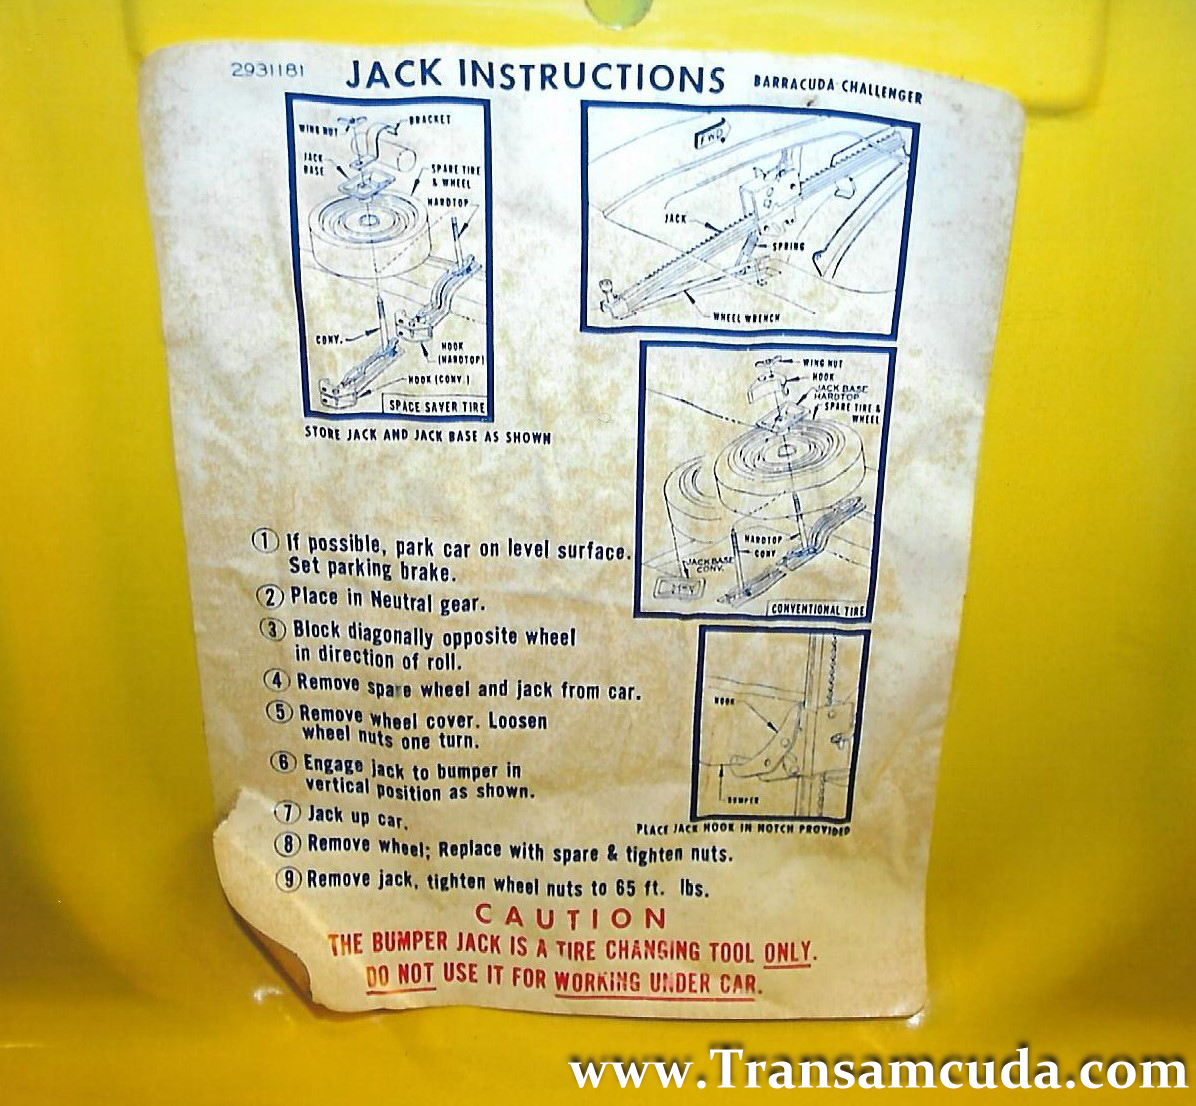 2931181 JACK INSTRUCTIONS BARRACUDA-CHALLENGER
WING NUT
BRACKET
JACK
BASE
SPARE TIRE
& WHEEL
HARDTOP
CONV.
HOOK
(HARDTOP)
HOOK (CONV.)
SPACE SAVER TIRE
STORE JACK AND JACK BASE AS SHOWN
FWD
JACK
SPRING
WHEEL WRENCH
WING NUT
HOOK
JACK BASE
HARDTOP
SPARE TIRE &
WHEEL
HARDTOP
CONV
JACK BASE
CONV.
CONVENTIONAL TIRE
HOOK
BUMPER
PLACE JACK HOOK IN NOTCH PROVIDED
1 If possible, park car on level surface.
Set parking brake.
2 Place in Neutral gear.
3 Block diagonally opposite wheel
in direction of roll.
4 Remove spare wheel and jack from car.
5 Remove wheel cover. Loosen
wheel nuts one turn.
6 Engage jack to bumper in
vertical position as shown.
7 Jack up car.
8 Remove wheel; Replace with spare & tighten nuts.
9 Remove jack, tighten wheel nuts to 65 ft. lbs.
CAUTION
THE BUMPER JACK IS A TIRE CHANGING TOOL ONLY.
DO NOT USE IT FOR WORKING UNDER CAR.
www.Transamcuda.com